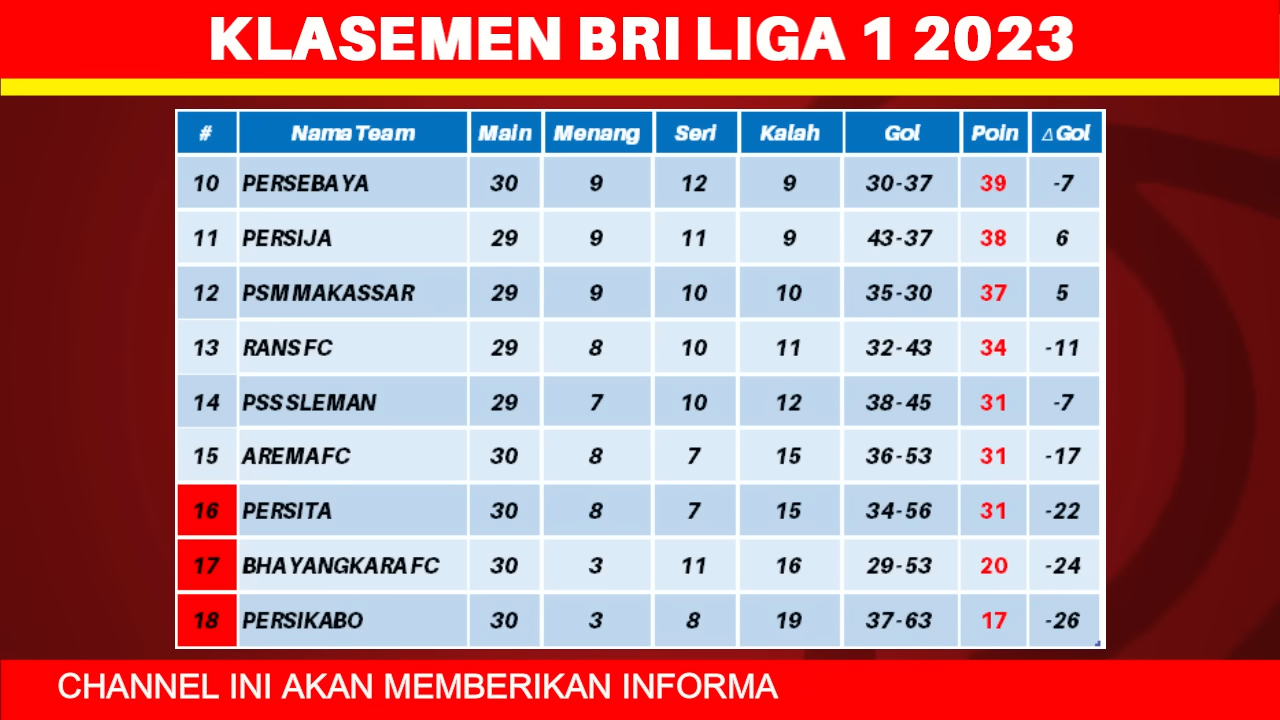 KLASEMEN BRI LIGA 1 2023
# Nama Team Main Menang Seri Kalah Gol Poin △Gol
10 PERSEBAYA 30 9 12 9 30-37 39 -7
11 PERSIJA 29 9 11 9 43-37 38 6
12 PSM MAKASSAR 29 9 10 10 35-30 37 5
13 RANS FC 29 8 10 11 32-43 34 -11
14 PSS SLEMAN 29 7 10 12 38-45 31 -7
15 AREMA FC 30 8 7 15 36-53 31 -17
16 PERSITA 30 8 7 15 34-56 31 -22
17 BHAYANGKARA FC 30 3 11 16 29-53 20 -24
18 PERSIKABO 30 3 8 19 37-63 17 -26
CHANNEL INI AKAN MEMBERIKAN INFORMA